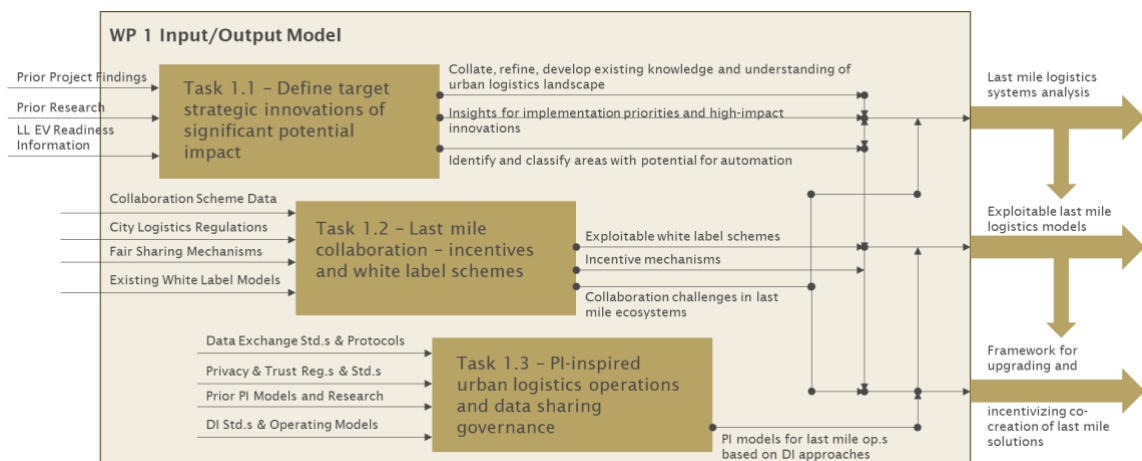 WP 1 Input/Output Model
Prior Project Findings
Prior Research
LL EV Readiness
Information
Task 1.1 – Define target
strategic innovations of
significant potential
impact
Collate, refine, develop existing knowledge and understanding of
urban logistics landscape
Insights for implementation priorities and high-impact
innovations
Identify and classify areas with potential for automation
Last mile logistics
systems analysis
Collaboration Scheme Data
City Logistics Regulations
Fair Sharing Mechanisms
Existing White Label Models
Task 1.2 – Last mile
collaboration – incentives
and white label schemes
Exploitable white label schemes
Incentive mechanisms
Collaboration challenges in last
mile ecosystems
Exploitable last mile
logistics models
Data Exchange Std.s & Protocols
Privacy & Trust Reg.s & Std.s
Prior PI Models and Research
DI Std.s & Operating Models
Task 1.3 – PI-inspired
urban logistics operations
and data sharing
governance
PI models for last mile op.s
based on DI approaches
Framework for
upgrading and
incentivizing co-
creation of last mile
solutions